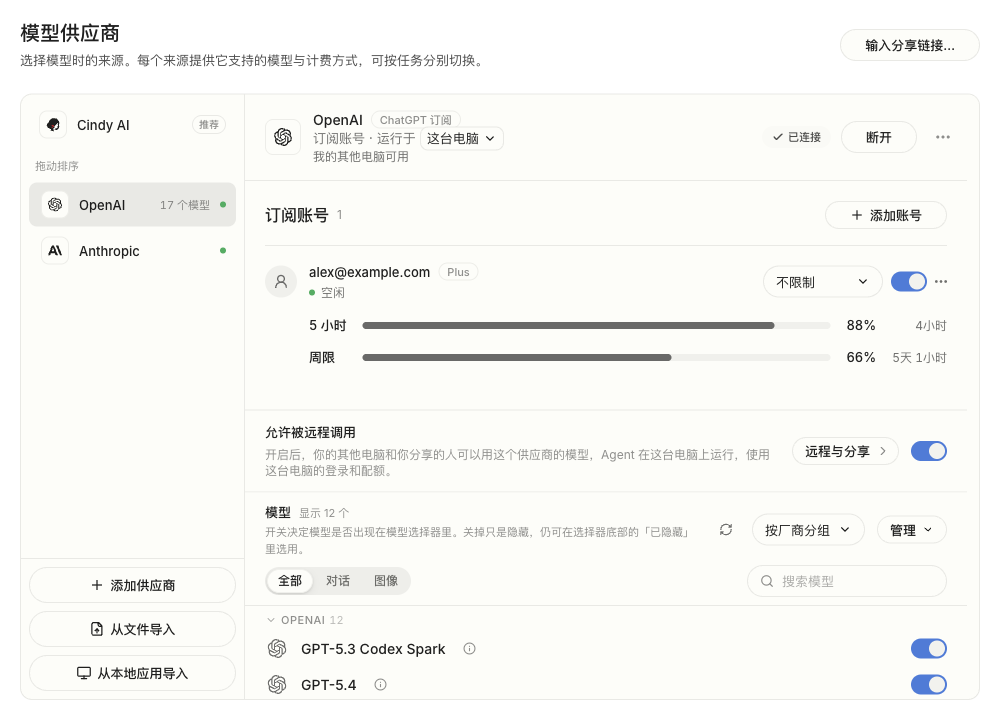 模型供应商
选择模型时的来源。每个来源提供它支持的模型与计费方式，可按任务分别切换。
输入分享链接...
Cindy AI
推荐
拖动排序
OpenAI
17 个模型
Anthropic
添加供应商
从文件导入
从本地应用导入
OpenAI ChatGPT 订阅
订阅账号 · 运行于 这台电脑
我的其他电脑可用
已连接
断开
订阅账号 1
添加账号
alex@example.com Plus
空闲
不限制
5 小时 88% 4小时
周限 66% 5天 1小时
允许被远程调用
开启后，你的其他电脑和你分享的人可以用这个供应商的模型，Agent 在这台电脑上运行，使用
这台电脑的登录和配额。
远程与分享
模型 显示 12 个
开关决定模型是否出现在模型选择器里。关掉只是隐藏，仍可在选择器底部的「已隐藏」
里选用。
按厂商分组
管理
全部 对话 图像
搜索模型
OPENAI 12
GPT-5.3 Codex Spark
GPT-5.4